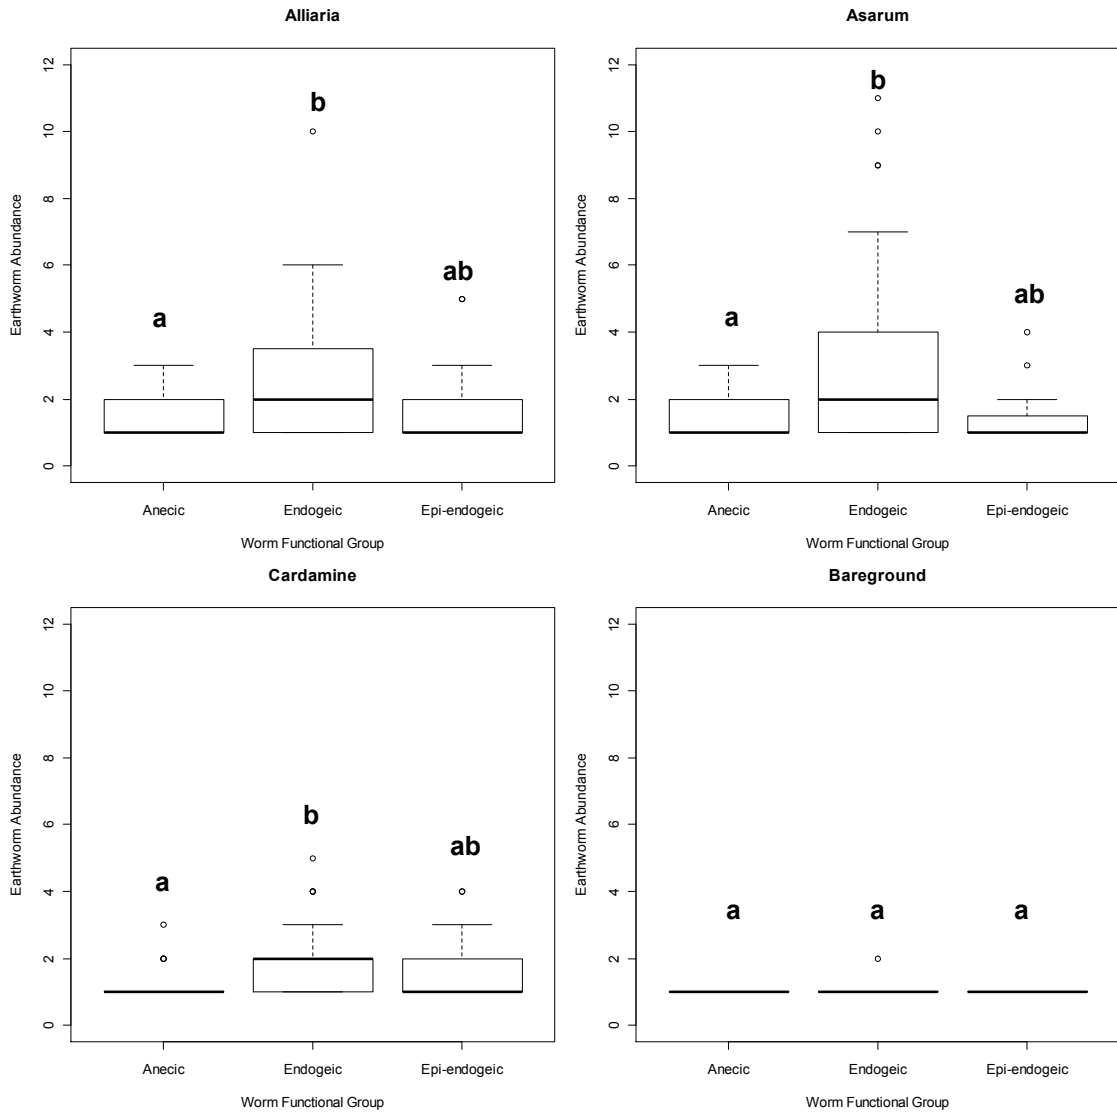 Alliaria
Earthworm Abundance
12
10
8
6
4
2
0
a
b
ab
Anecic
Endogeic
Epi-endogeic
Worm Functional Group
Asarum
Earthworm Abundance
12
10
8
6
4
2
0
a
b
ab
Anecic
Endogeic
Epi-endogeic
Worm Functional Group
Cardamine
Earthworm Abundance
12
10
8
6
4
2
0
a
b
ab
Anecic
Endogeic
Epi-endogeic
Worm Functional Group
Bareground
Earthworm Abundance
12
10
8
6
4
2
0
a
a
a
Anecic
Endogeic
Epi-endogeic
Worm Functional Group